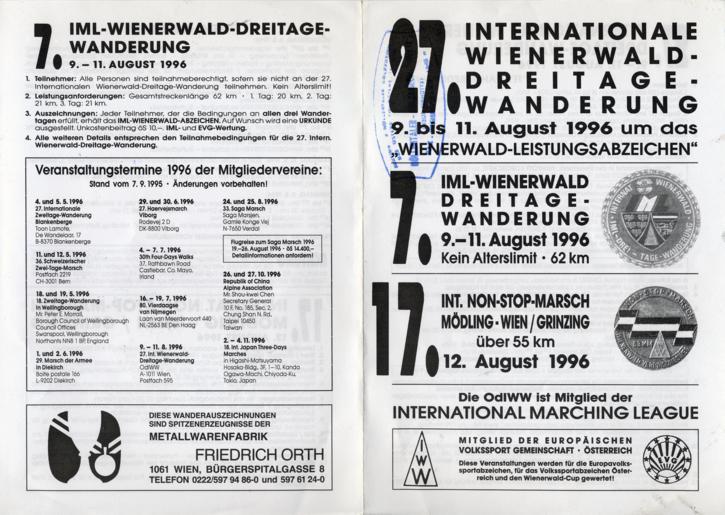 7. IML-WIENERWALD-DREITAGE-
WANDERUNG
9. – 11. AUGUST 1996
1. Teilnehmer: Alle Personen sind teilnahmeberechtigt, sofern sie nicht an der 27.
Internationalen Wienerwald-Dreitage-Wanderung teilnehmen. Kein Alterslimit!
2. Leistungsanforderungen: Gesamtstreckenlänge 62 km · 1. Tag: 20 km, 2. Tag:
21 km, 3. Tag: 21 km.
3. Auszeichnungen: Jeder Teilnehmer, der die Bedingungen an allen drei Wander-
tagen erfüllt, erhält das IML-WIENERWALD-ABZEICHEN. Auf Wunsch wird eine URKUNDE
ausgestellt. Unkostenbeitrag öS 10,–. IML- und EVG-Wertung.
4. Alle weiteren Details entsprechen den Teilnahmebedingungen für die 27. Intern.
Wienerwald-Dreitage-Wanderung.
Veranstaltungstermine 1996 der Mitgliedervereine:
Stand vom 7. 9. 1995 · Änderungen vorbehalten!
4. und 5. 5. 1996
27. Internationale
Zweitage-Wanderung
Blankenberge
Toon Lamote,
De Wandelaar, 17
B-8370 Blankenberge
11. und 12. 5. 1996
36. Schweizerischer
Zwei-Tage-Marsch
Postfach 2219
CH-3001 Bern
18. und 19. 5. 1996
18. Zweitage-Wanderung
in Wellingborough
Mr. Peter E. Morrall,
Borough Council of Wellingborough
Council Offices
Swanspool, Wellingborough
Northants NN8 1 BP, England
1. und 2. 6. 1996
29. Marsch der Armee
in Diekirch
Boite postale 166
L-9202 Diekirch
29. und 30. 6. 1996
27. Haervejsmarch
Viborg
Rodevej 2 D
DK-8800 Viborg
4. – 7. 7. 1996
30th Four-Days Walks
37, Rathbawn Road
Castlebar, Co. Mayo,
Irland
16. – 19. 7. 1996
80. Vierdaagse
van Nijmegen
Laan van Meerdervoort 440
NL-2563 BE Den Haag
9. – 11. 8. 1996
27. Int. Wienerwald-
Dreitage-Wanderung
OdIWW
A-1011 Wien,
Postfach 595
24. und 25. 8. 1996
33. Saga Marsch
Saga Marsjen,
Gamle Konge Vej
N-7650 Verdal
Flugreise zum Saga Marsch 1996
19.–26. August 1996 · öS 14.400,–
Detailinformationen anfordern!
26. und 27. 10. 1996
Republic of China
Alpine Association
Mr. Shau-kwei Chen
Secretary General
10 F, No. 185, Sec. 2,
Chung Shan N. Rd.,
Taipei 10450
Taiwan
2. – 4. 11. 1996
18. Int. Japan Three-Days
Marches
in Higashi-Matsuyama
Hosaka-Bldg., 3F, 1–10, Kanda
Ogawa-Machi, Chiyoda-Ku,
Tokio, Japan
DIESE WANDERAUSZEICHNUNGEN
SIND SPITZENERZEUGNISSE DER
METALLWARENFABRIK
FRIEDRICH ORTH
1061 WIEN, BÜRGERSPITALGASSE 8
TELEFON 0222/597 94 86-0 und 597 61 24-0
27. INTERNATIONALE
WIENERWALD-
DREITAGE-
WANDERUNG
9. bis 11. August 1996 um das
„WIENERWALD-LEISTUNGSABZEICHEN“
7. IML-WIENERWALD
DREITAGE-
WANDERUNG
9.–11. August 1996
Kein Alterslimit · 62 km
17. INT. NON-STOP-MARSCH
MÖDLING - WIEN / GRINZING
über 55 km
12. August 1996
Die OdIWW ist Mitglied der
INTERNATIONAL MARCHING LEAGUE
IWW
MITGLIED DER EUROPÄISCHEN
VOLKSSPORT GEMEINSCHAFT · ÖSTERREICH
Diese Veranstaltungen werden für die Europavolks-
sportabzeichen, für das Volkssportabzeichen Öster-
reich und den Wienerwald-Cup gewertet!
EVG